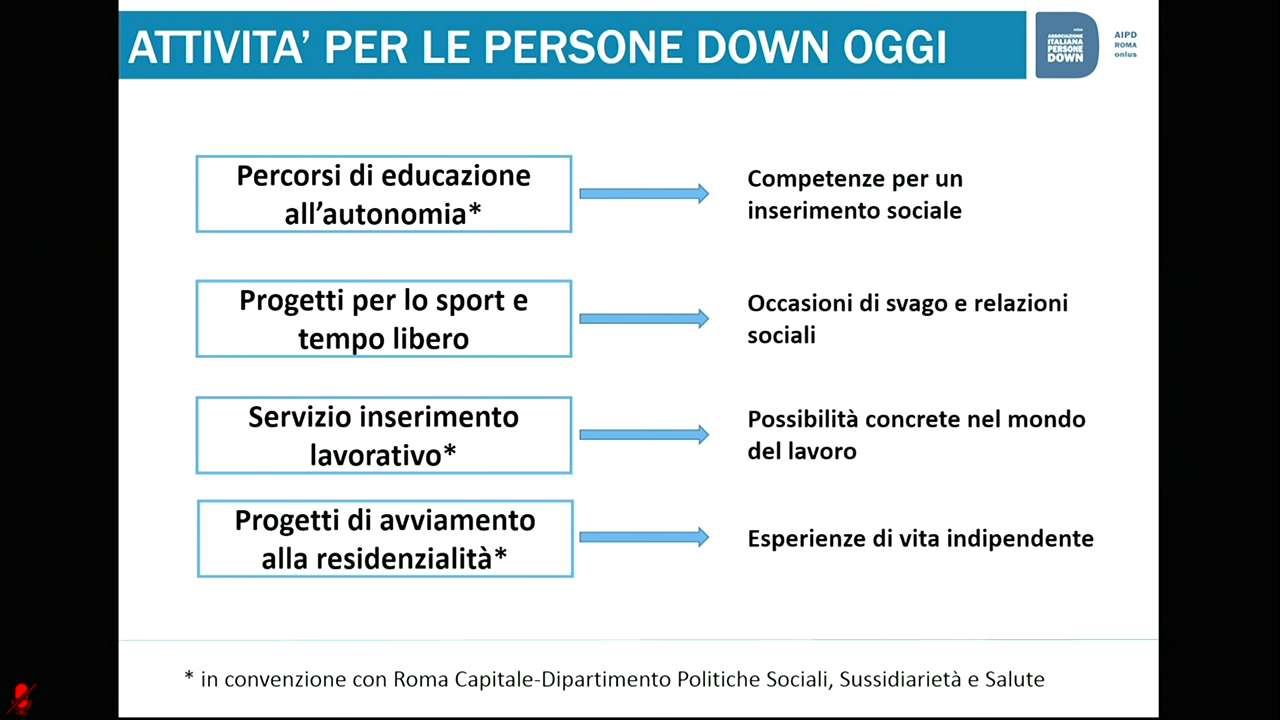 ATTIVITA’ PER LE PERSONE DOWN OGGI
ASSOCIAZIONE
ITALIANA
PERSONE
DOWN
AIPD
ROMA
onlus
Percorsi di educazione
all’autonomia*
Competenze per un
inserimento sociale
Progetti per lo sport e
tempo libero
Occasioni di svago e relazioni
sociali
Servizio inserimento
lavorativo*
Possibilità concrete nel mondo
del lavoro
Progetti di avviamento
alla residenzialità*
Esperienze di vita indipendente
* in convenzione con Roma Capitale-Dipartimento Politiche Sociali, Sussidiarietà e Salute